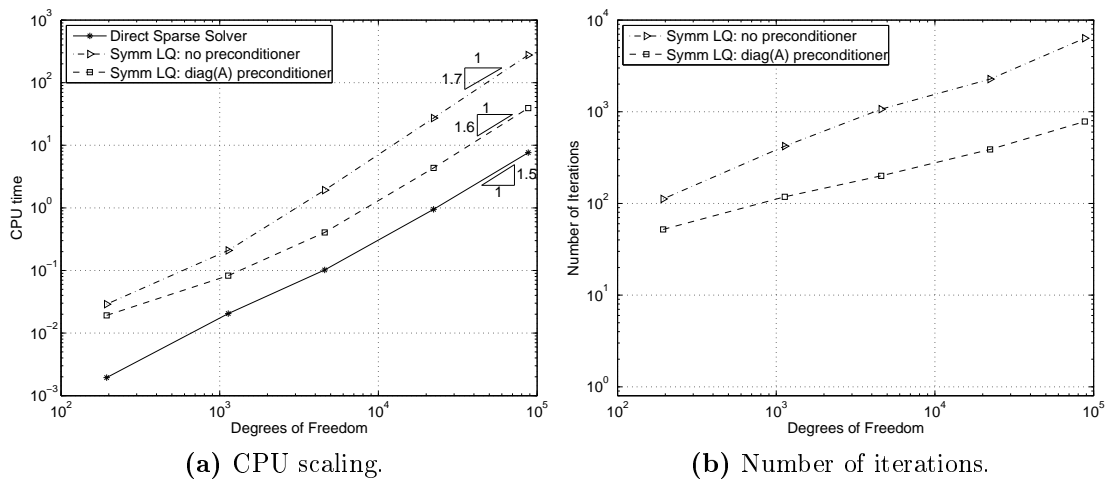 10^3
10^2
10^1
10^0
10^-1
10^-2
10^-3
CPU time
Direct Sparse Solver
Symm LQ: no preconditioner
Symm LQ: diag(A) preconditioner
1
1.7
1
1.6
1.5
1
10^2
10^3
10^4
10^5
Degrees of Freedom
(a) CPU scaling.
10^4
10^3
10^2
10^1
10^0
Number of Iterations
Symm LQ: no preconditioner
Symm LQ: diag(A) preconditioner
10^2
10^3
10^4
10^5
Degrees of Freedom
(b) Number of iterations.